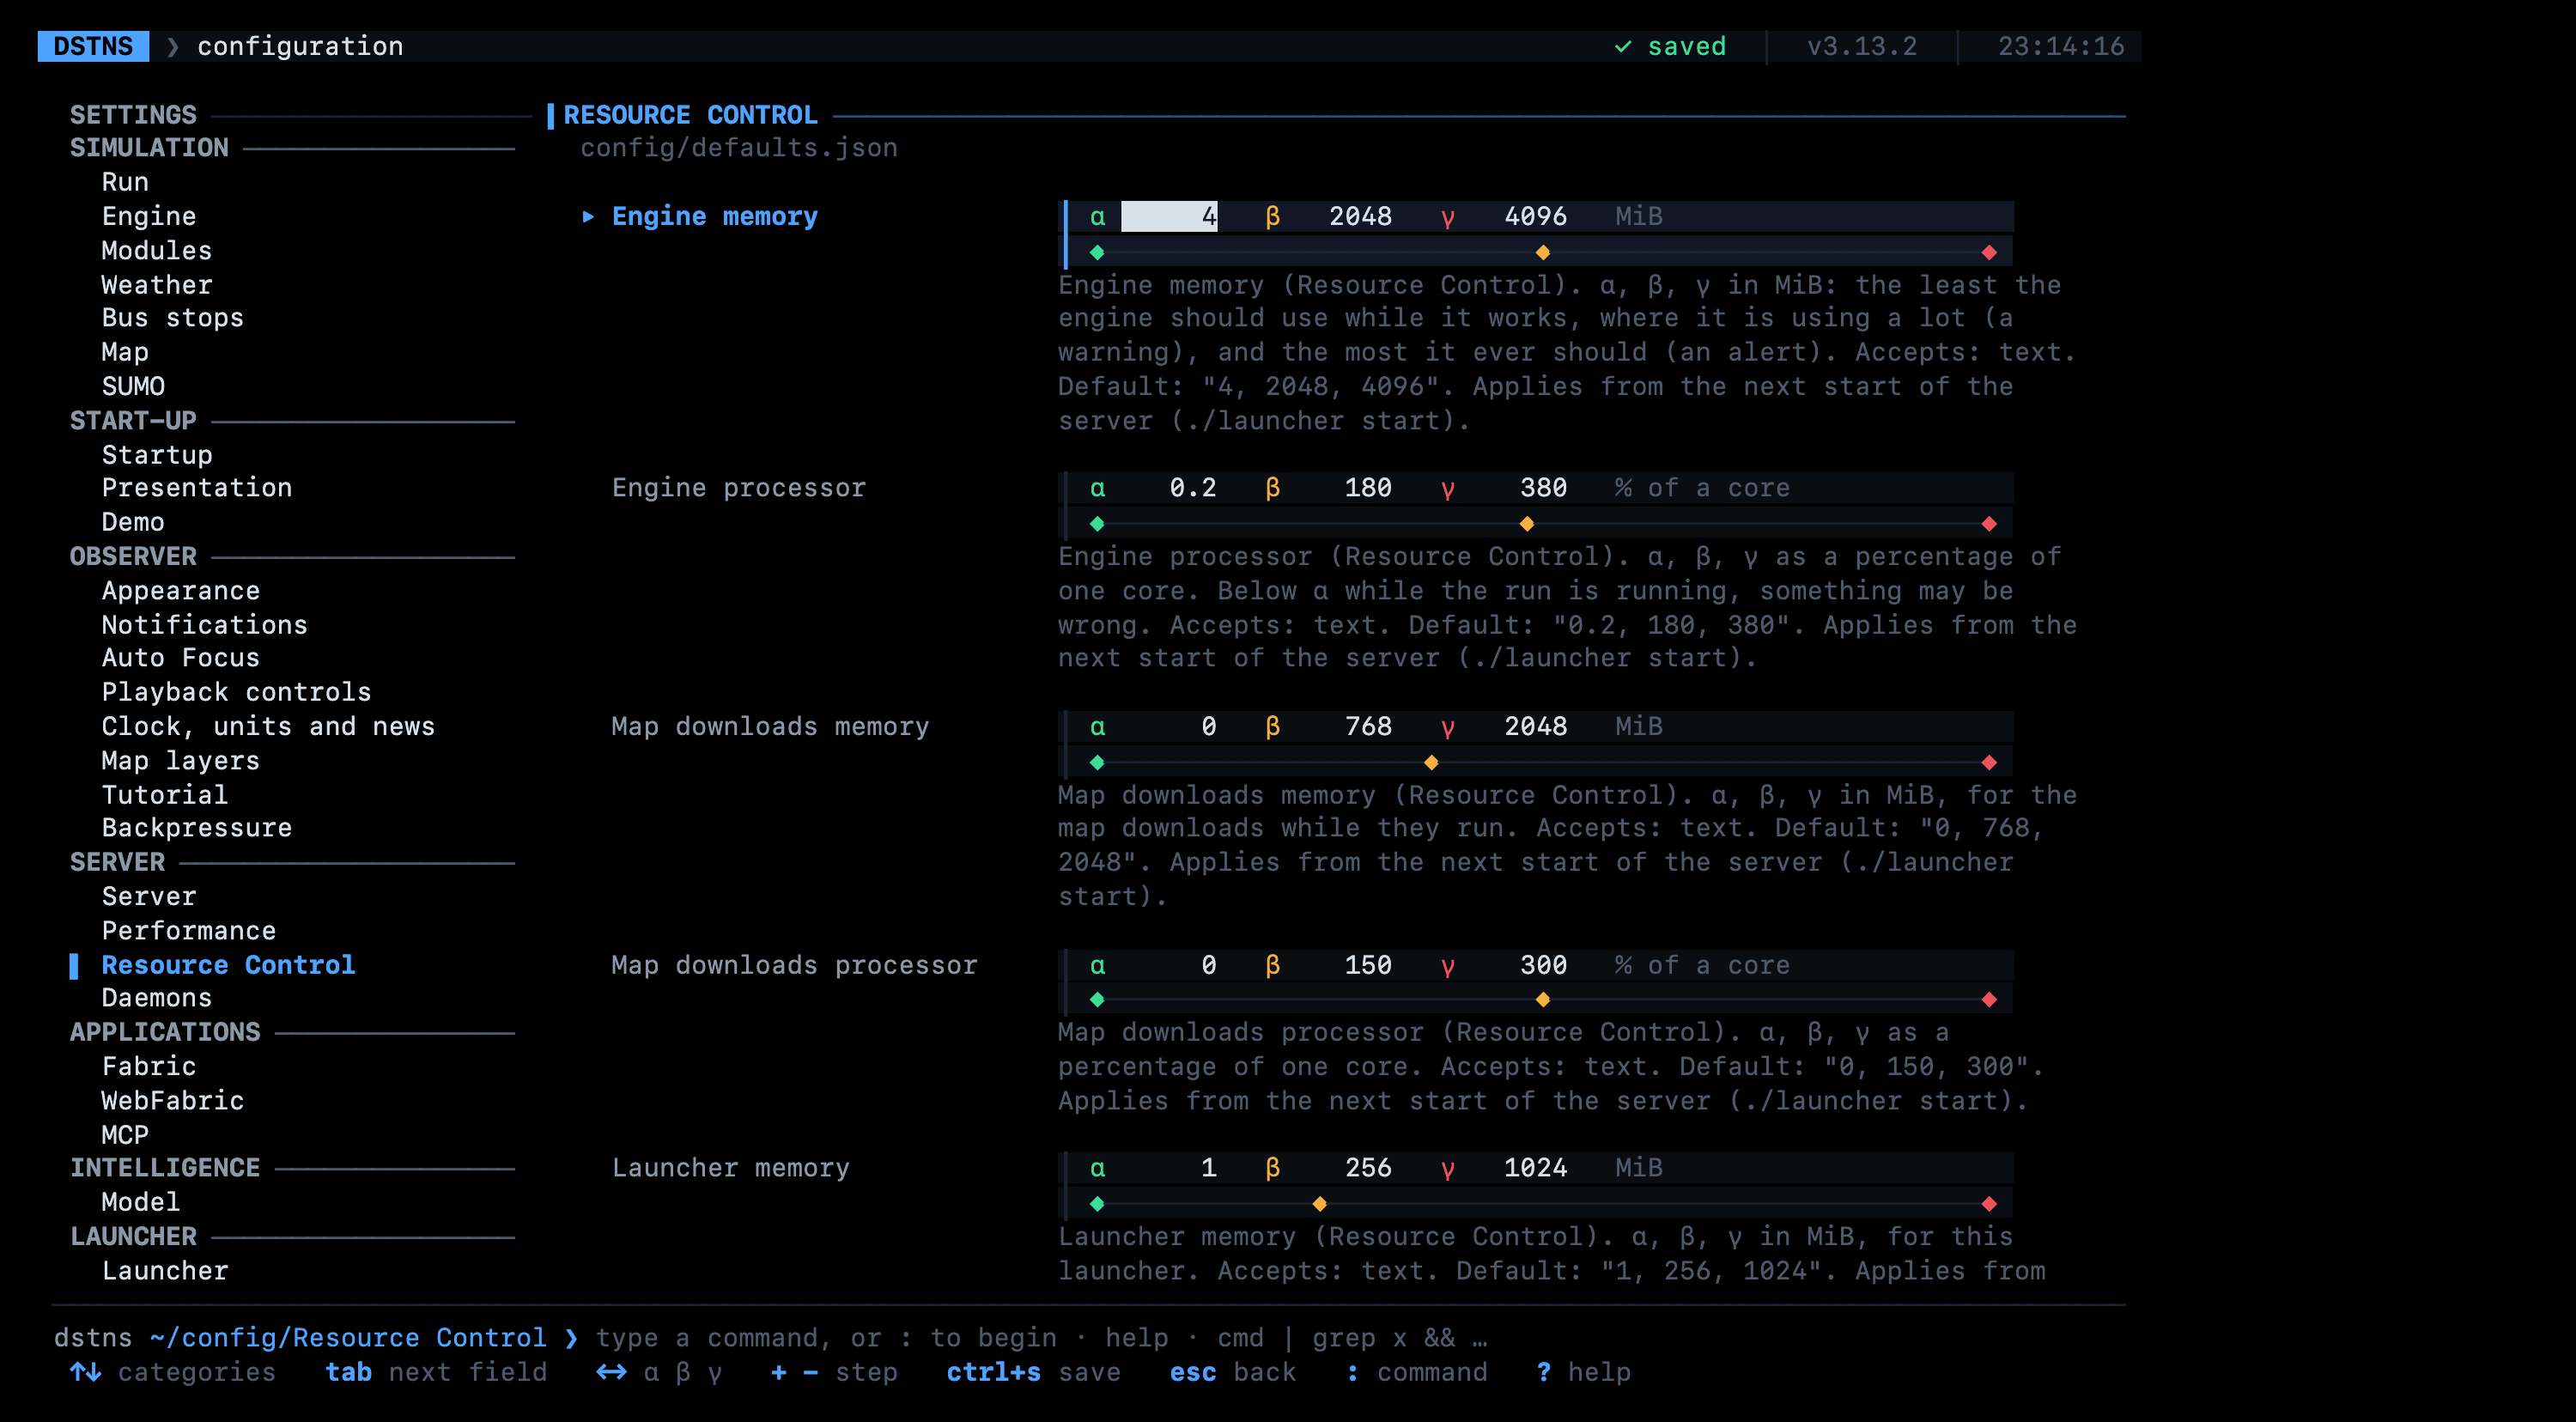 DSTNS ❯ configuration ✓ saved │ v3.13.2 │ 23:14:16
SETTINGS
SIMULATION
Run
Engine
Modules
Weather
Bus stops
Map
SUMO
START-UP
Startup
Presentation
Demo
OBSERVER
Appearance
Notifications
Auto Focus
Playback controls
Clock, units and news
Map layers
Tutorial
Backpressure
SERVER
Server
Performance
Resource Control
Daemons
APPLICATIONS
Fabric
WebFabric
MCP
INTELLIGENCE
Model
LAUNCHER
Launcher
RESOURCE CONTROL
config/defaults.json
▸ Engine memory
α 4 β 2048 γ 4096 MiB
Engine memory (Resource Control). α, β, γ in MiB: the least the
engine should use while it works, where it is using a lot (a
warning), and the most it ever should (an alert). Accepts: text.
Default: "4, 2048, 4096". Applies from the next start of the
server (./launcher start).
Engine processor
α 0.2 β 180 γ 380 % of a core
Engine processor (Resource Control). α, β, γ as a percentage of
one core. Below α while the run is running, something may be
wrong. Accepts: text. Default: "0.2, 180, 380". Applies from the
next start of the server (./launcher start).
Map downloads memory
α 0 β 768 γ 2048 MiB
Map downloads memory (Resource Control). α, β, γ in MiB, for the
map downloads while they run. Accepts: text. Default: "0, 768,
2048". Applies from the next start of the server (./launcher
start).
Map downloads processor
α 0 β 150 γ 300 % of a core
Map downloads processor (Resource Control). α, β, γ as a
percentage of one core. Accepts: text. Default: "0, 150, 300".
Applies from the next start of the server (./launcher start).
Launcher memory
α 1 β 256 γ 1024 MiB
Launcher memory (Resource Control). α, β, γ in MiB, for this
launcher. Accepts: text. Default: "1, 256, 1024". Applies from
dstns ~/config/Resource Control ❯ type a command, or : to begin · help · cmd | grep x && …
↑↓ categories tab next field ↔ α β γ + − step ctrl+s save esc back : command ? help